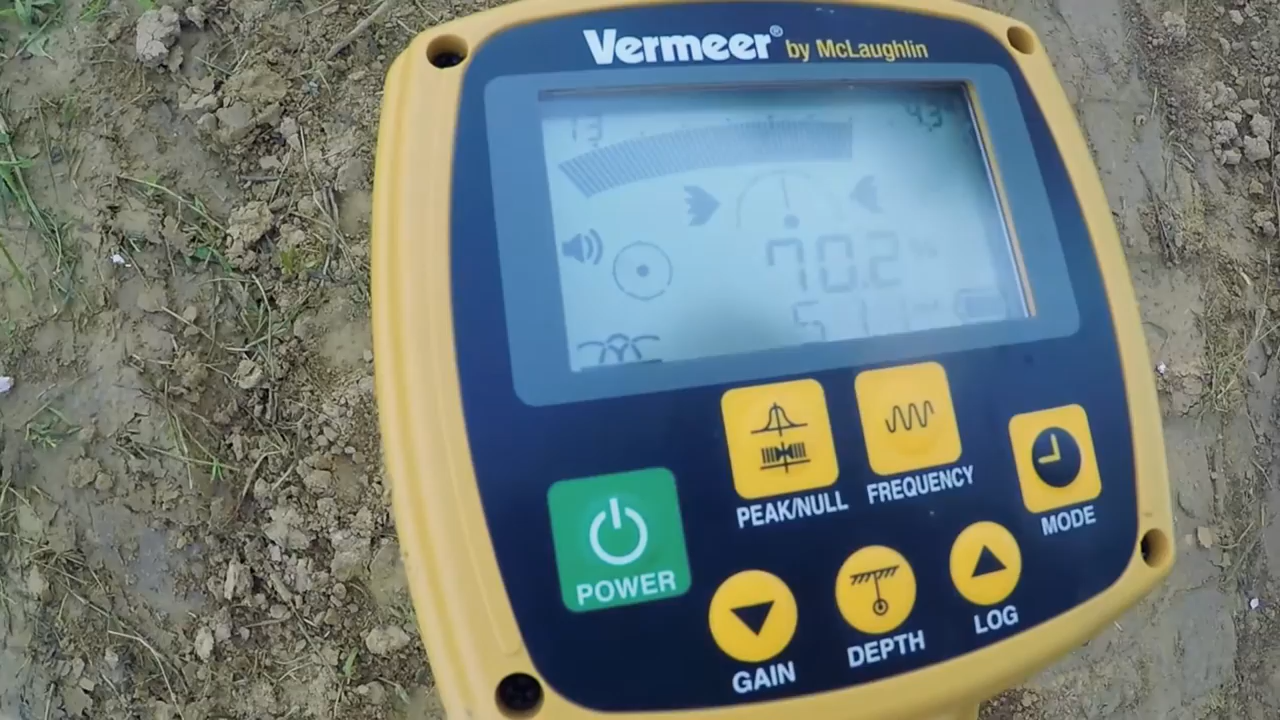 Vermeer® by McLaughlin
70.2
PEAK/NULL
FREQUENCY
MODE
POWER
GAIN
DEPTH
LOG